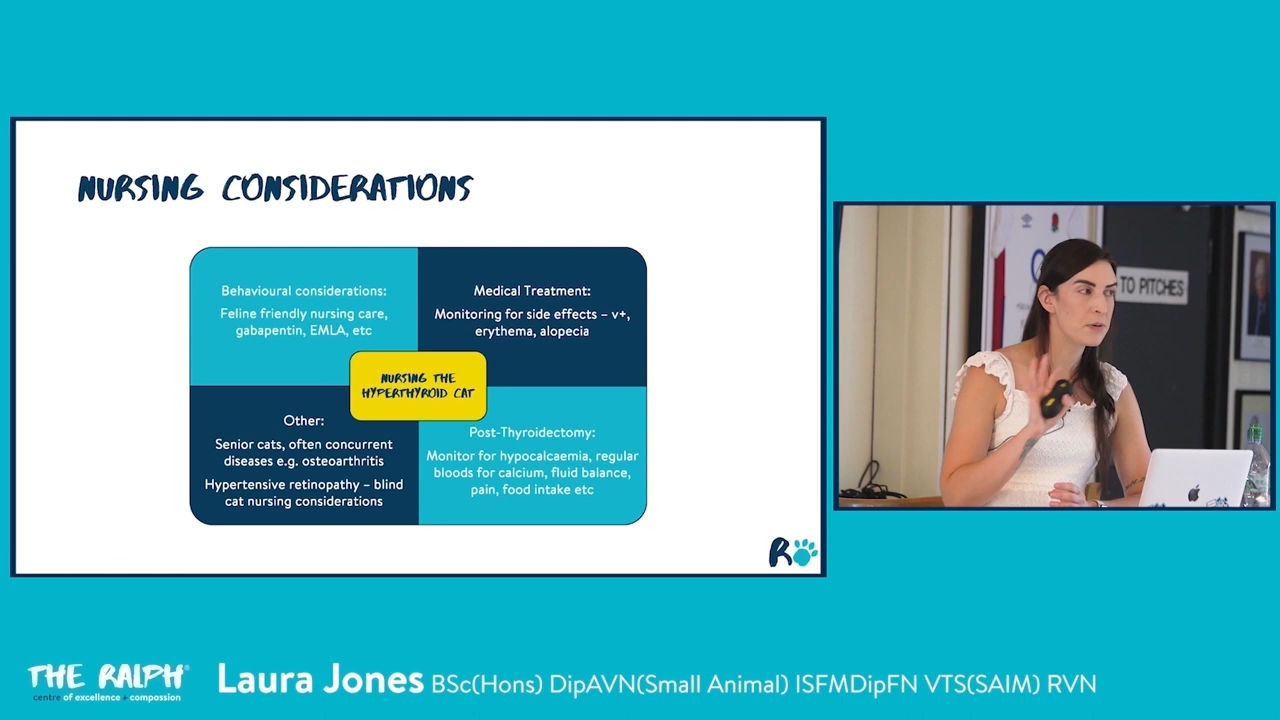 NURSING CONSIDERATIONS
Behavioural considerations:
Feline friendly nursing care,
gabapentin, EMLA, etc
Medical Treatment:
Monitoring for side effects – v+,
erythema, alopecia
NURSING THE
HYPERTHYROID CAT
Other:
Senior cats, often concurrent
diseases e.g. osteoarthritis
Hypertensive retinopathy – blind
cat nursing considerations
Post-Thyroidectomy:
Monitor for hypocalcaemia, regular
bloods for calcium, fluid balance,
pain, food intake etc
R
TO PITCHES
THE RALPH®
centre of excellence + compassion
Laura Jones BSc(Hons) DipAVN(Small Animal) ISFMDipFN VTS(SAIM) RVN